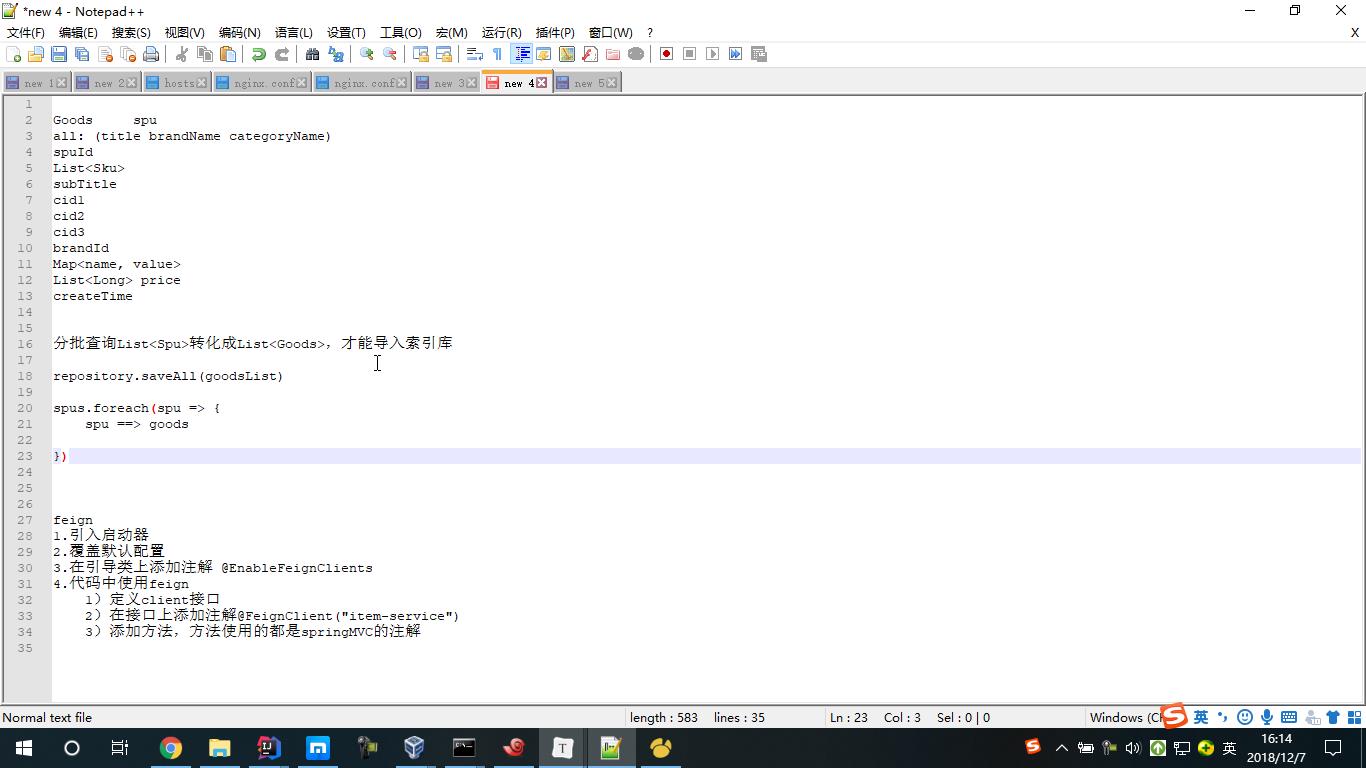 *new 4 - Notepad++
文件(F) 编辑(E) 搜索(S) 视图(V) 编码(N) 语言(L) 设置(T) 工具(O) 宏(M) 运行(R) 插件(P) 窗口(W) ? X
new 1 new 2 hosts nginx.conf nginx.conf new 3 new 4 new 5
1
2 Goods spu
3 all: (title brandName categoryName)
4 spuId
5 List<Sku>
6 subTitle
7 cid1
8 cid2
9 cid3
10 brandId
11 Map<name, value>
12 List<Long> price
13 createTime
14
15
16 分批查询List<Spu>转化成List<Goods>，才能导入索引库
17
18 repository.saveAll(goodsList)
19
20 spus.foreach(spu => {
21 spu ==> goods
22
23 })
24
25
26
27 feign
28 1.引入启动器
29 2.覆盖默认配置
30 3.在引导类上添加注解 @EnableFeignClients
31 4.代码中使用feign
32 1）定义client接口
33 2）在接口上添加注解@FeignClient("item-service")
34 3）添加方法，方法使用的都是springMVC的注解
35
Normal text file length : 583 lines : 35 Ln : 23 Col : 3 Sel : 0 | 0 Windows (C 英
英 16:14
2018/12/7